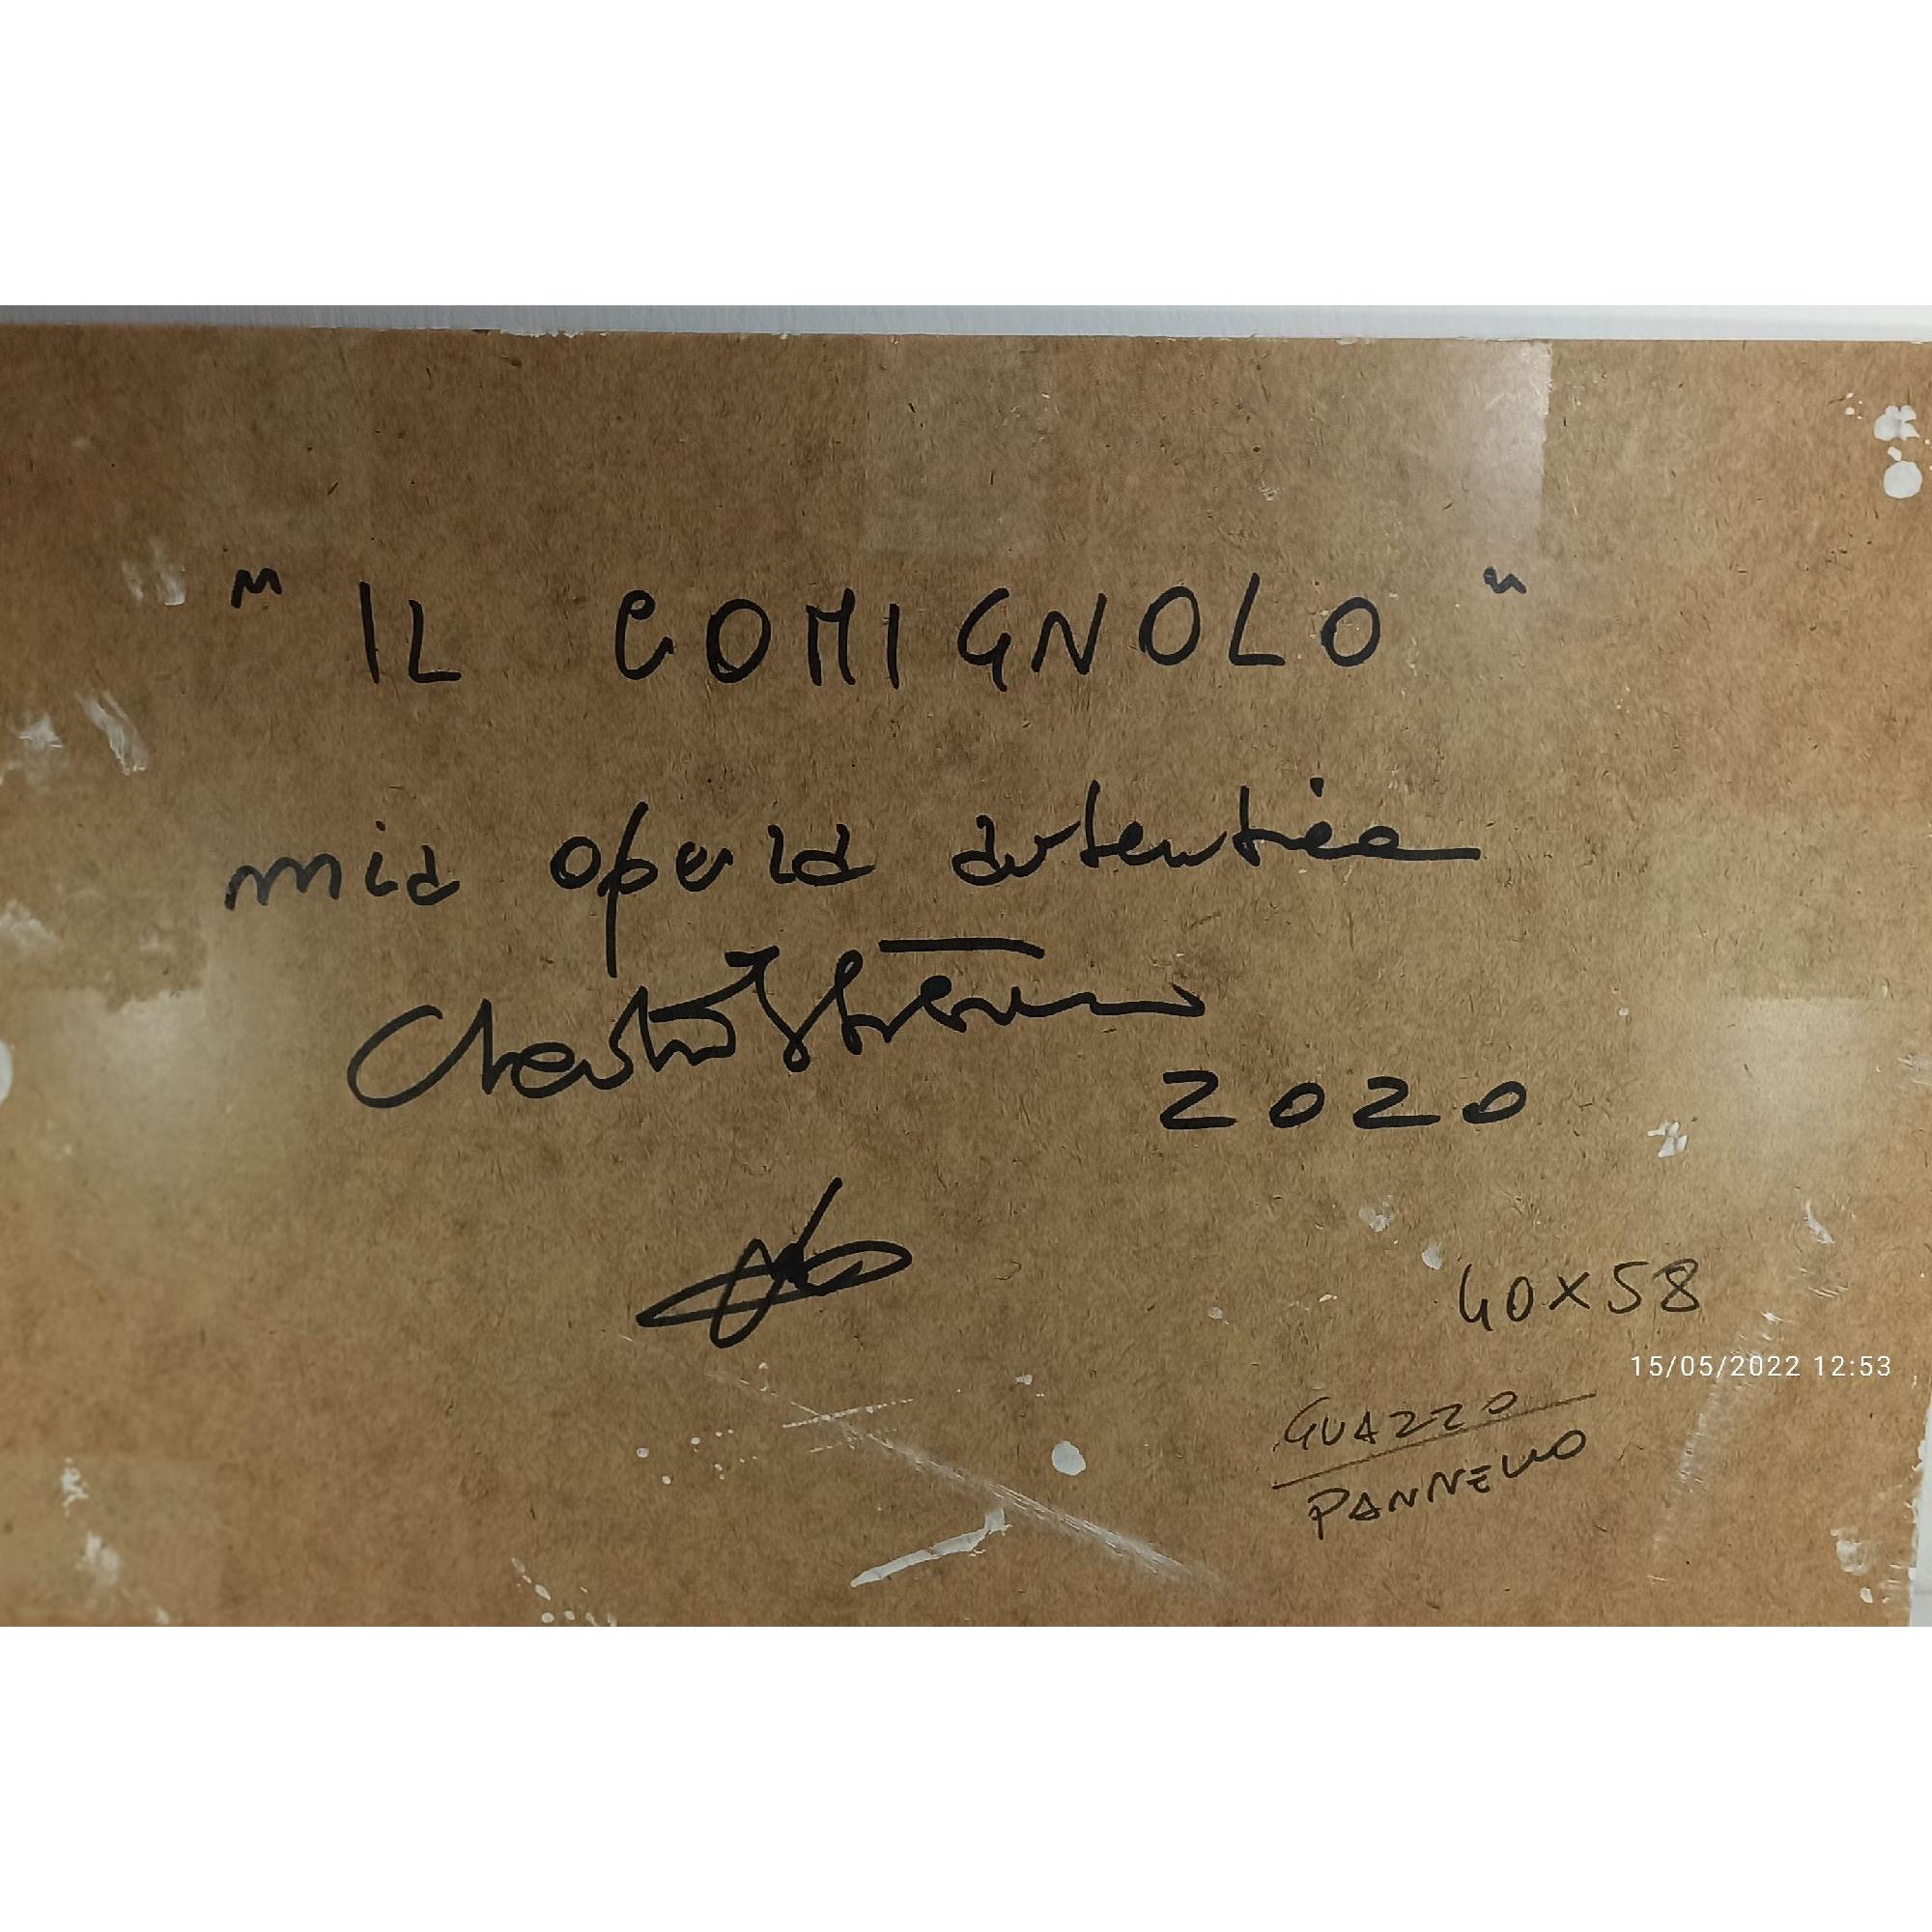 "IL COMIGNOLO"
mia opera autentica
2020
40X58
15/05/2022 12:53
GUAZZO
PANNELLO